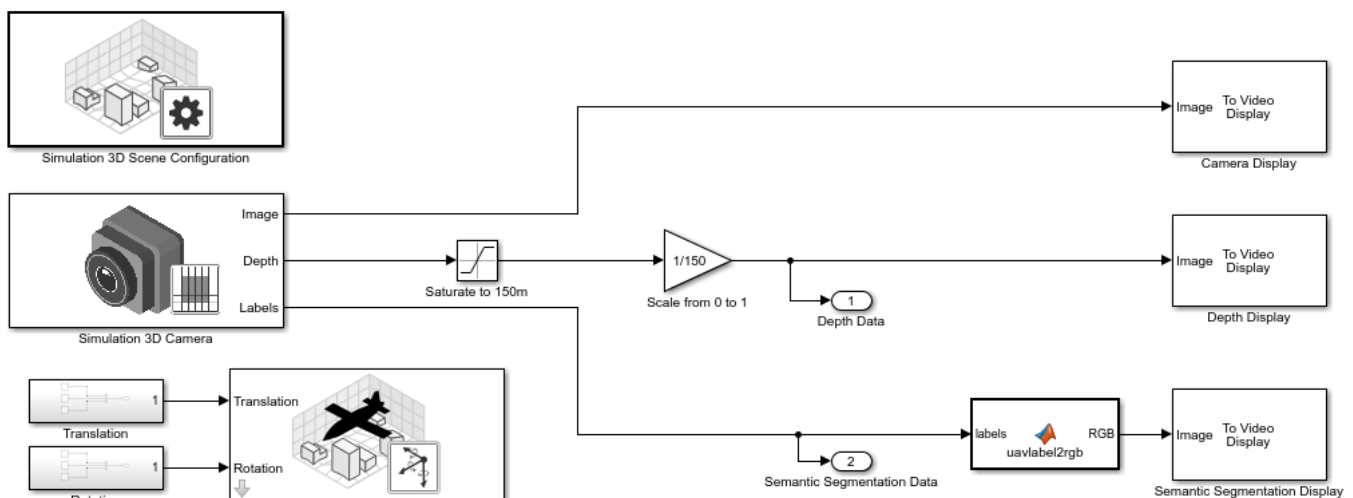 Simulation 3D Scene Configuration
Image
To Video
Display
Camera Display
Image
Depth
Labels
Simulation 3D Camera
Saturate to 150m
1/150
Scale from 0 to 1
1
Depth Data
Image
To Video
Display
Depth Display
1
Translation
1
Translation
Rotation
2
Semantic Segmentation Data
labels
RGB
uavlabel2rgb
Image
To Video
Display
Semantic Segmentation Display